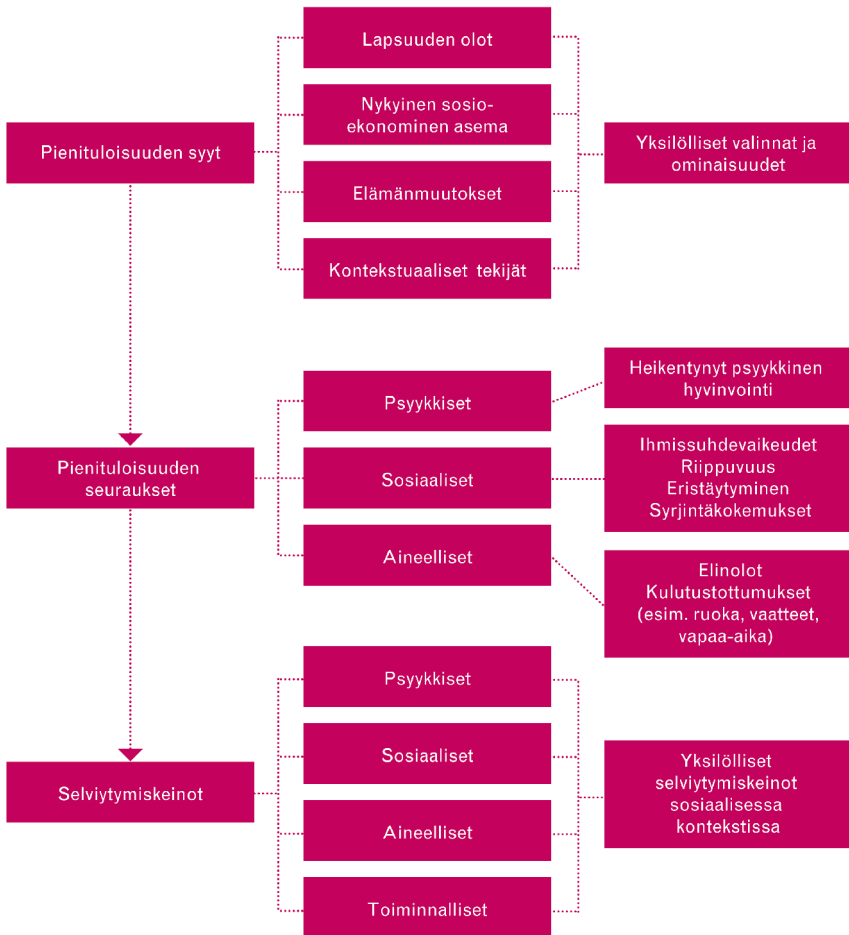 Pienituloisuuden syyt
Lapsuuden olot
Nykyinen sosio-
ekonominen asema
Elämänmuutokset
Kontekstuaaliset tekijät
Yksilölliset valinnat ja
ominaisuudet
Pienituloisuuden
seuraukset
Psyykkiset
Sosiaaliset
Aineelliset
Heikentynyt psyykkinen
hyvinvointi
Ihmissuhdevaikeudet
Riippuvuus
Eristäytyminen
Syrjintäkokemukset
Elinolot
Kulutustottumukset
(esim. ruoka, vaatteet,
vapaa-aika)
Selviytymiskeinot
Psyykkiset
Sosiaaliset
Aineelliset
Toiminnalliset
Yksilölliset
selviytymiskeinot
sosiaalisessa
kontekstissa